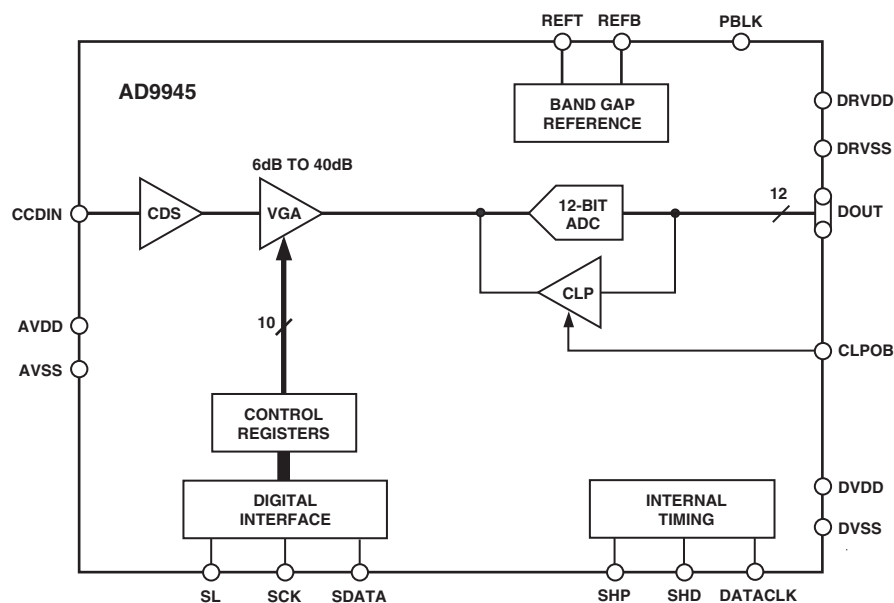 REFT REFB PBLK
AD9945
BAND GAP
REFERENCE
DRVDD
DRVSS
6dB TO 40dB
CCDIN
CDS
VGA
12-BIT
ADC
12
DOUT
CLP
AVDD
10
CLPOB
AVSS
CONTROL
REGISTERS
DIGITAL
INTERFACE
INTERNAL
TIMING
DVDD
DVSS
SL SCK SDATA SHP SHD DATACLK